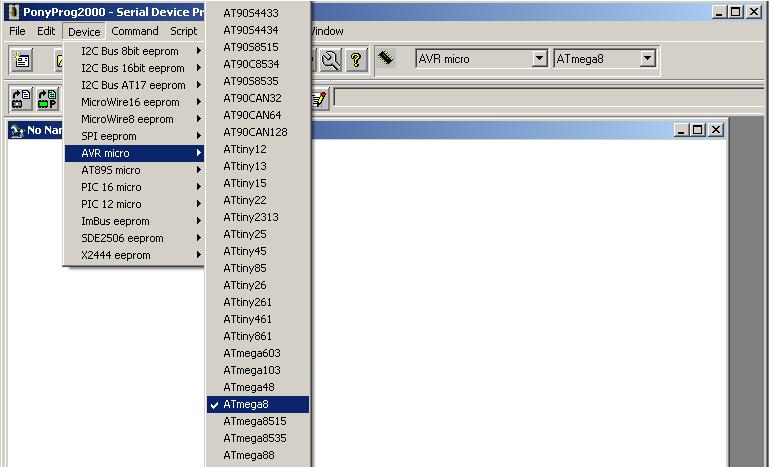 PonyProg2000 - Serial Device Pr
File Edit Device Command Script Window
AVR micro ATmega8
No Nam
I2C Bus 8bit eeprom
I2C Bus 16bit eeprom
I2C Bus AT17 eeprom
MicroWire16 eeprom
MicroWire8 eeprom
SPI eeprom
AVR micro
AT89S micro
PIC 16 micro
PIC 12 micro
ImBus eeprom
SDE2506 eeprom
X2444 eeprom
AT90S4433
AT90S4434
AT90S8515
AT90C8534
AT90S8535
AT90CAN32
AT90CAN64
AT90CAN128
ATtiny12
ATtiny13
ATtiny15
ATtiny22
ATtiny2313
ATtiny25
ATtiny45
ATtiny85
ATtiny26
ATtiny261
ATtiny461
ATtiny861
ATmega603
ATmega103
ATmega48
ATmega8
ATmega8515
ATmega8535
ATmega88